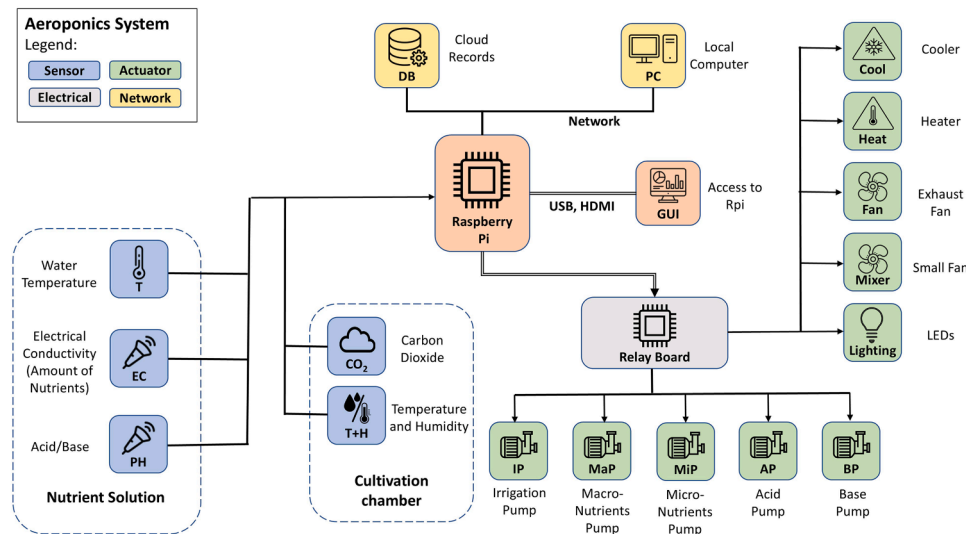 Aeroponics System
Legend:
Sensor
Actuator
Electrical
Network
DB
Cloud
Records
PC
Local
Computer
Network
Raspberry
Pi
USB, HDMI
GUI
Access to
Rpi
Cool
Cooler
Heat
Heater
Fan
Exhaust
Fan
Mixer
Small Fan
Lighting
LEDs
Water
Temperature
T
Electrical
Conductivity
(Amount of
Nutrients)
EC
Acid/Base
PH
Nutrient Solution
CO₂
Carbon
Dioxide
T+H
Temperature
and Humidity
Cultivation
chamber
Relay Board
IP
Irrigation
Pump
MaP
Macro-
Nutrients
Pump
MiP
Micro-
Nutrients
Pump
AP
Acid
Pump
BP
Base
Pump